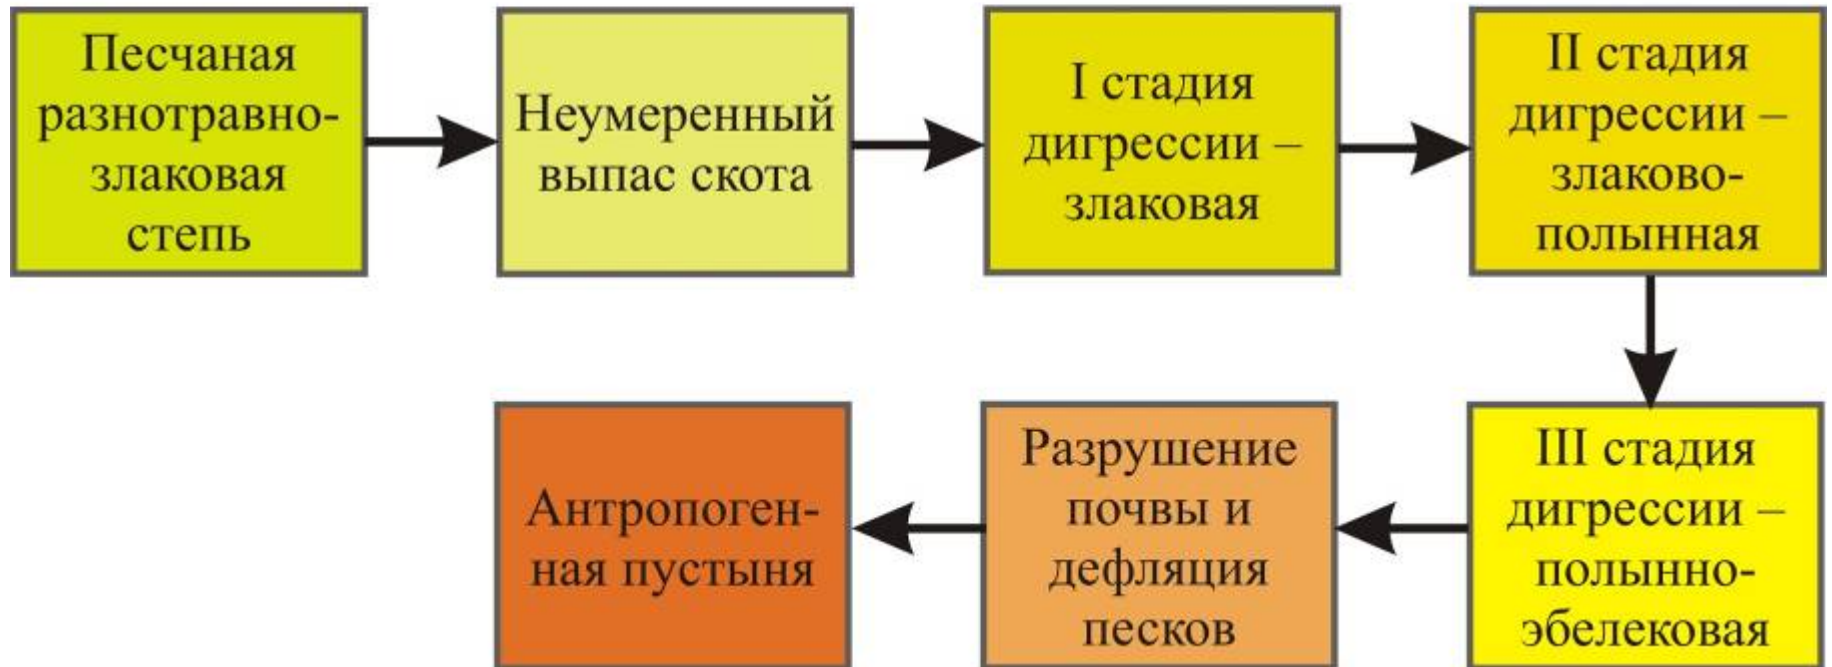 Песчаная
разнотравно-
злаковая
степь
Неумеренный
выпас скота
I стадия
дигрессии –
злаковая
II стадия
дигрессии –
злаково-
полынная
III стадия
дигрессии –
полынно-
эбелековая
Разрушение
почвы и
дефляция
песков
Антропоген-
ная пустыня